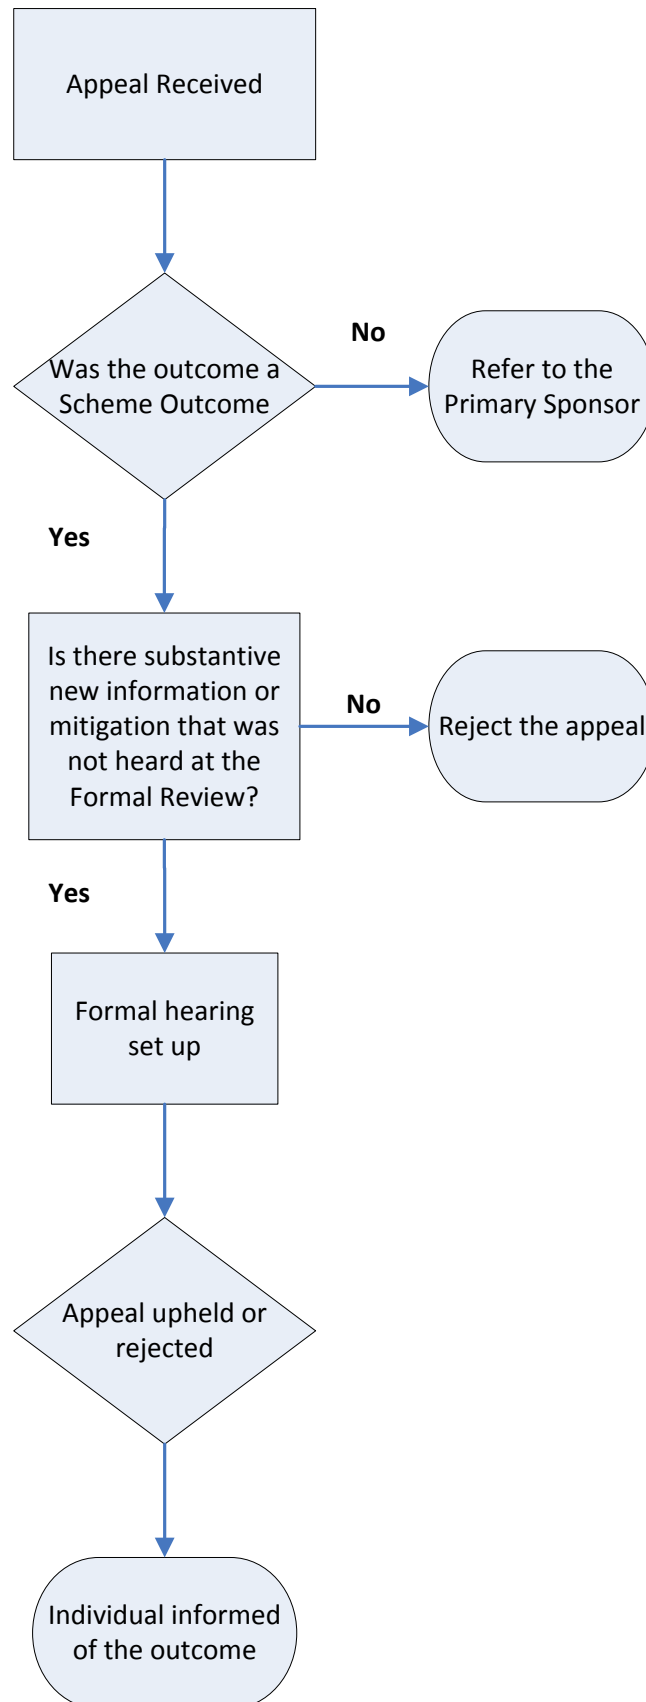 Appeal Received
Was the outcome a
Scheme Outcome
No
Refer to the
Primary Sponsor
Yes
Is there substantive
new information or
mitigation that was
not heard at the
Formal Review?
No
Reject the appeal
Yes
Formal hearing
set up
Appeal upheld or
rejected
Individual informed
of the outcome